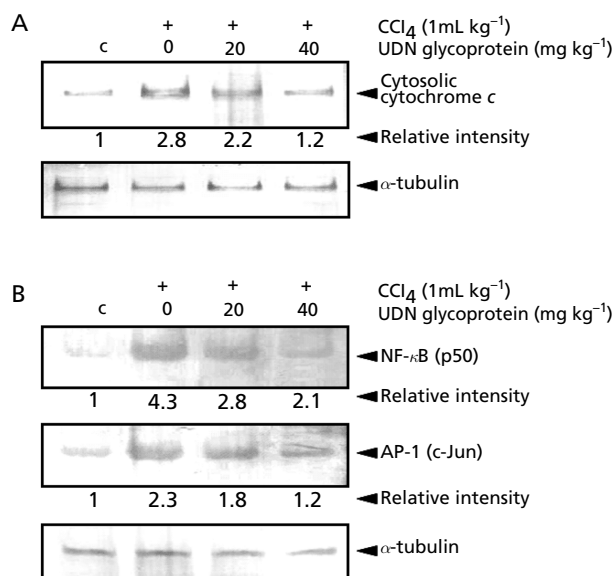 A
+ + + CCl₄ (1mL kg⁻¹)
c 0 20 40 UDN glycoprotein (mg kg⁻¹)
Cytosolic
cytochrome c
1 2.8 2.2 1.2 Relative intensity
α-tubulin
B
+ + + CCl₄ (1mL kg⁻¹)
c 0 20 40 UDN glycoprotein (mg kg⁻¹)
NF-κB (p50)
1 4.3 2.8 2.1 Relative intensity
AP-1 (c-Jun)
1 2.3 1.8 1.2 Relative intensity
α-tubulin